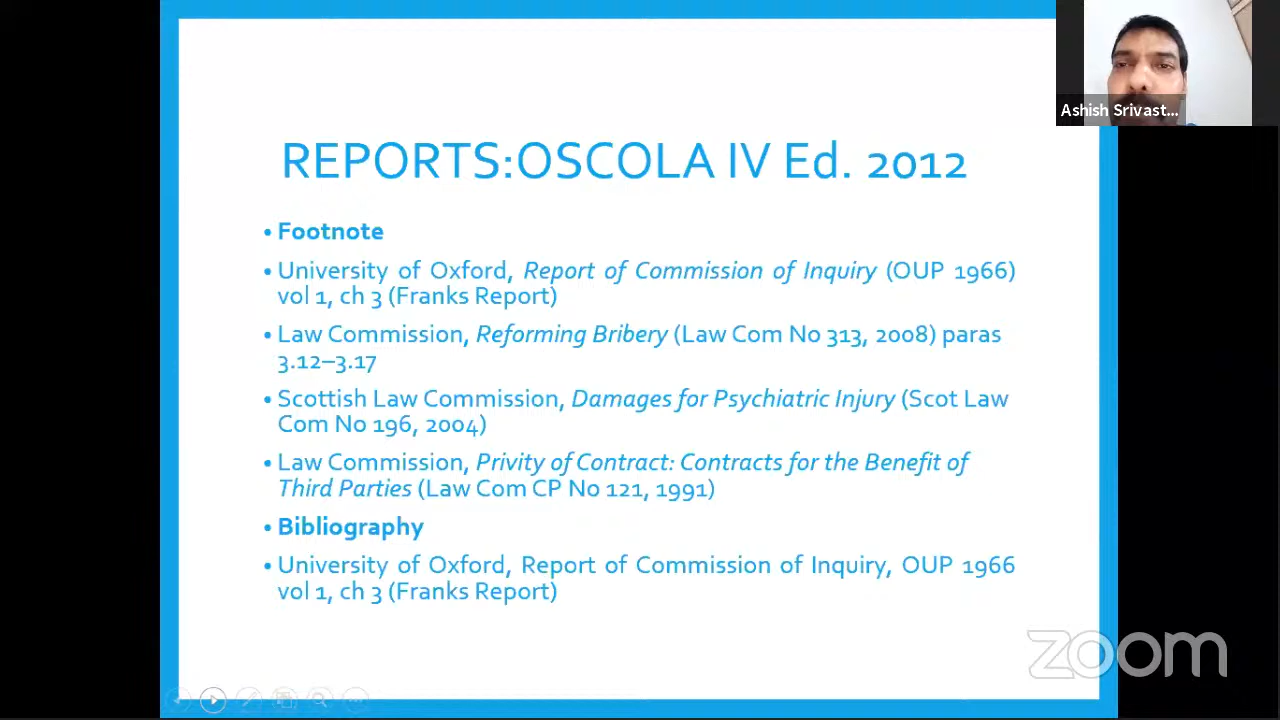 Ashish Srivast...
REPORTS:OSCOLA IV Ed. 2012
• Footnote
• University of Oxford, Report of Commission of Inquiry (OUP 1966)
vol 1, ch 3 (Franks Report)
• Law Commission, Reforming Bribery (Law Com No 313, 2008) paras
3.12–3.17
• Scottish Law Commission, Damages for Psychiatric Injury (Scot Law
Com No 196, 2004)
• Law Commission, Privity of Contract: Contracts for the Benefit of
Third Parties (Law Com CP No 121, 1991)
• Bibliography
• University of Oxford, Report of Commission of Inquiry, OUP 1966
vol 1, ch 3 (Franks Report)
zoom